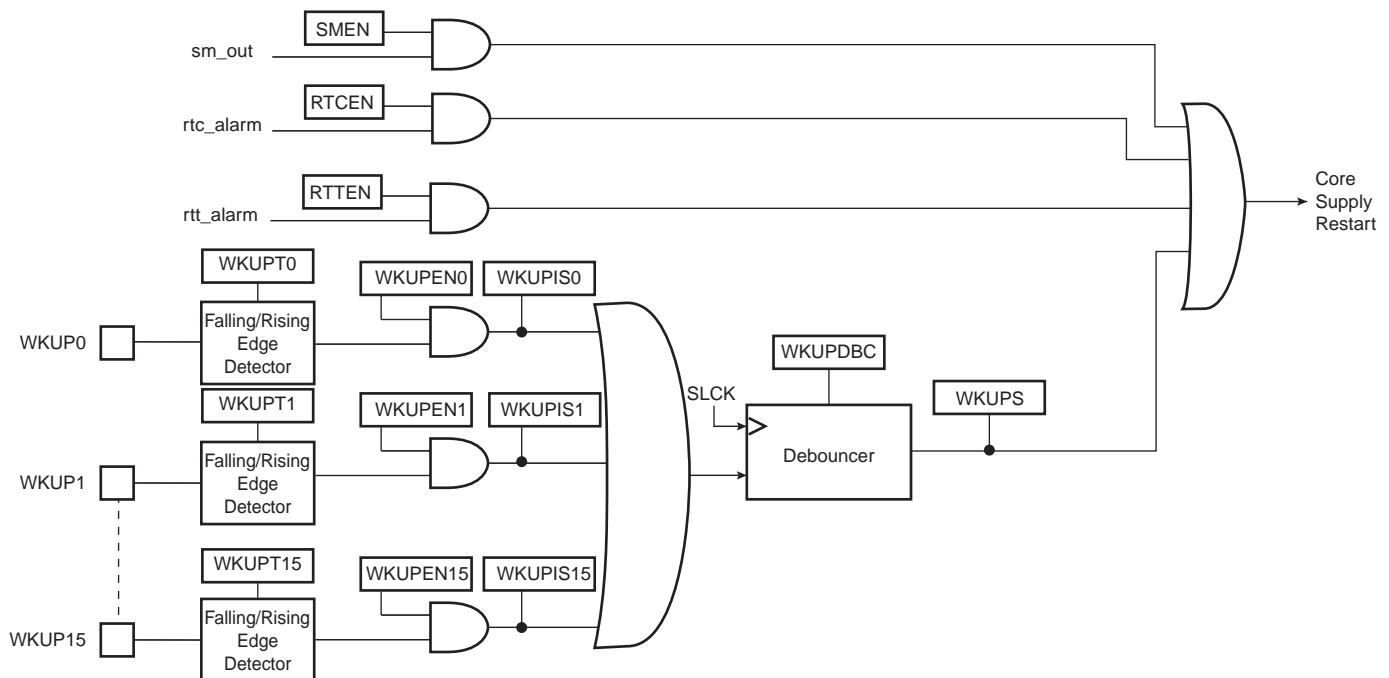 SMEN
sm_out
RTCEN
rtc_alarm
RTTEN
rtt_alarm
Core
Supply
Restart
WKUPT0
WKUPEN0
WKUPIS0
WKUP0
Falling/Rising
Edge
Detector
WKUPT1
WKUPEN1
WKUPIS1
WKUP1
Falling/Rising
Edge
Detector
SLCK
WKUPDBC
Debouncer
WKUPS
WKUPT15
WKUPEN15
WKUPIS15
WKUP15
Falling/Rising
Edge
Detector